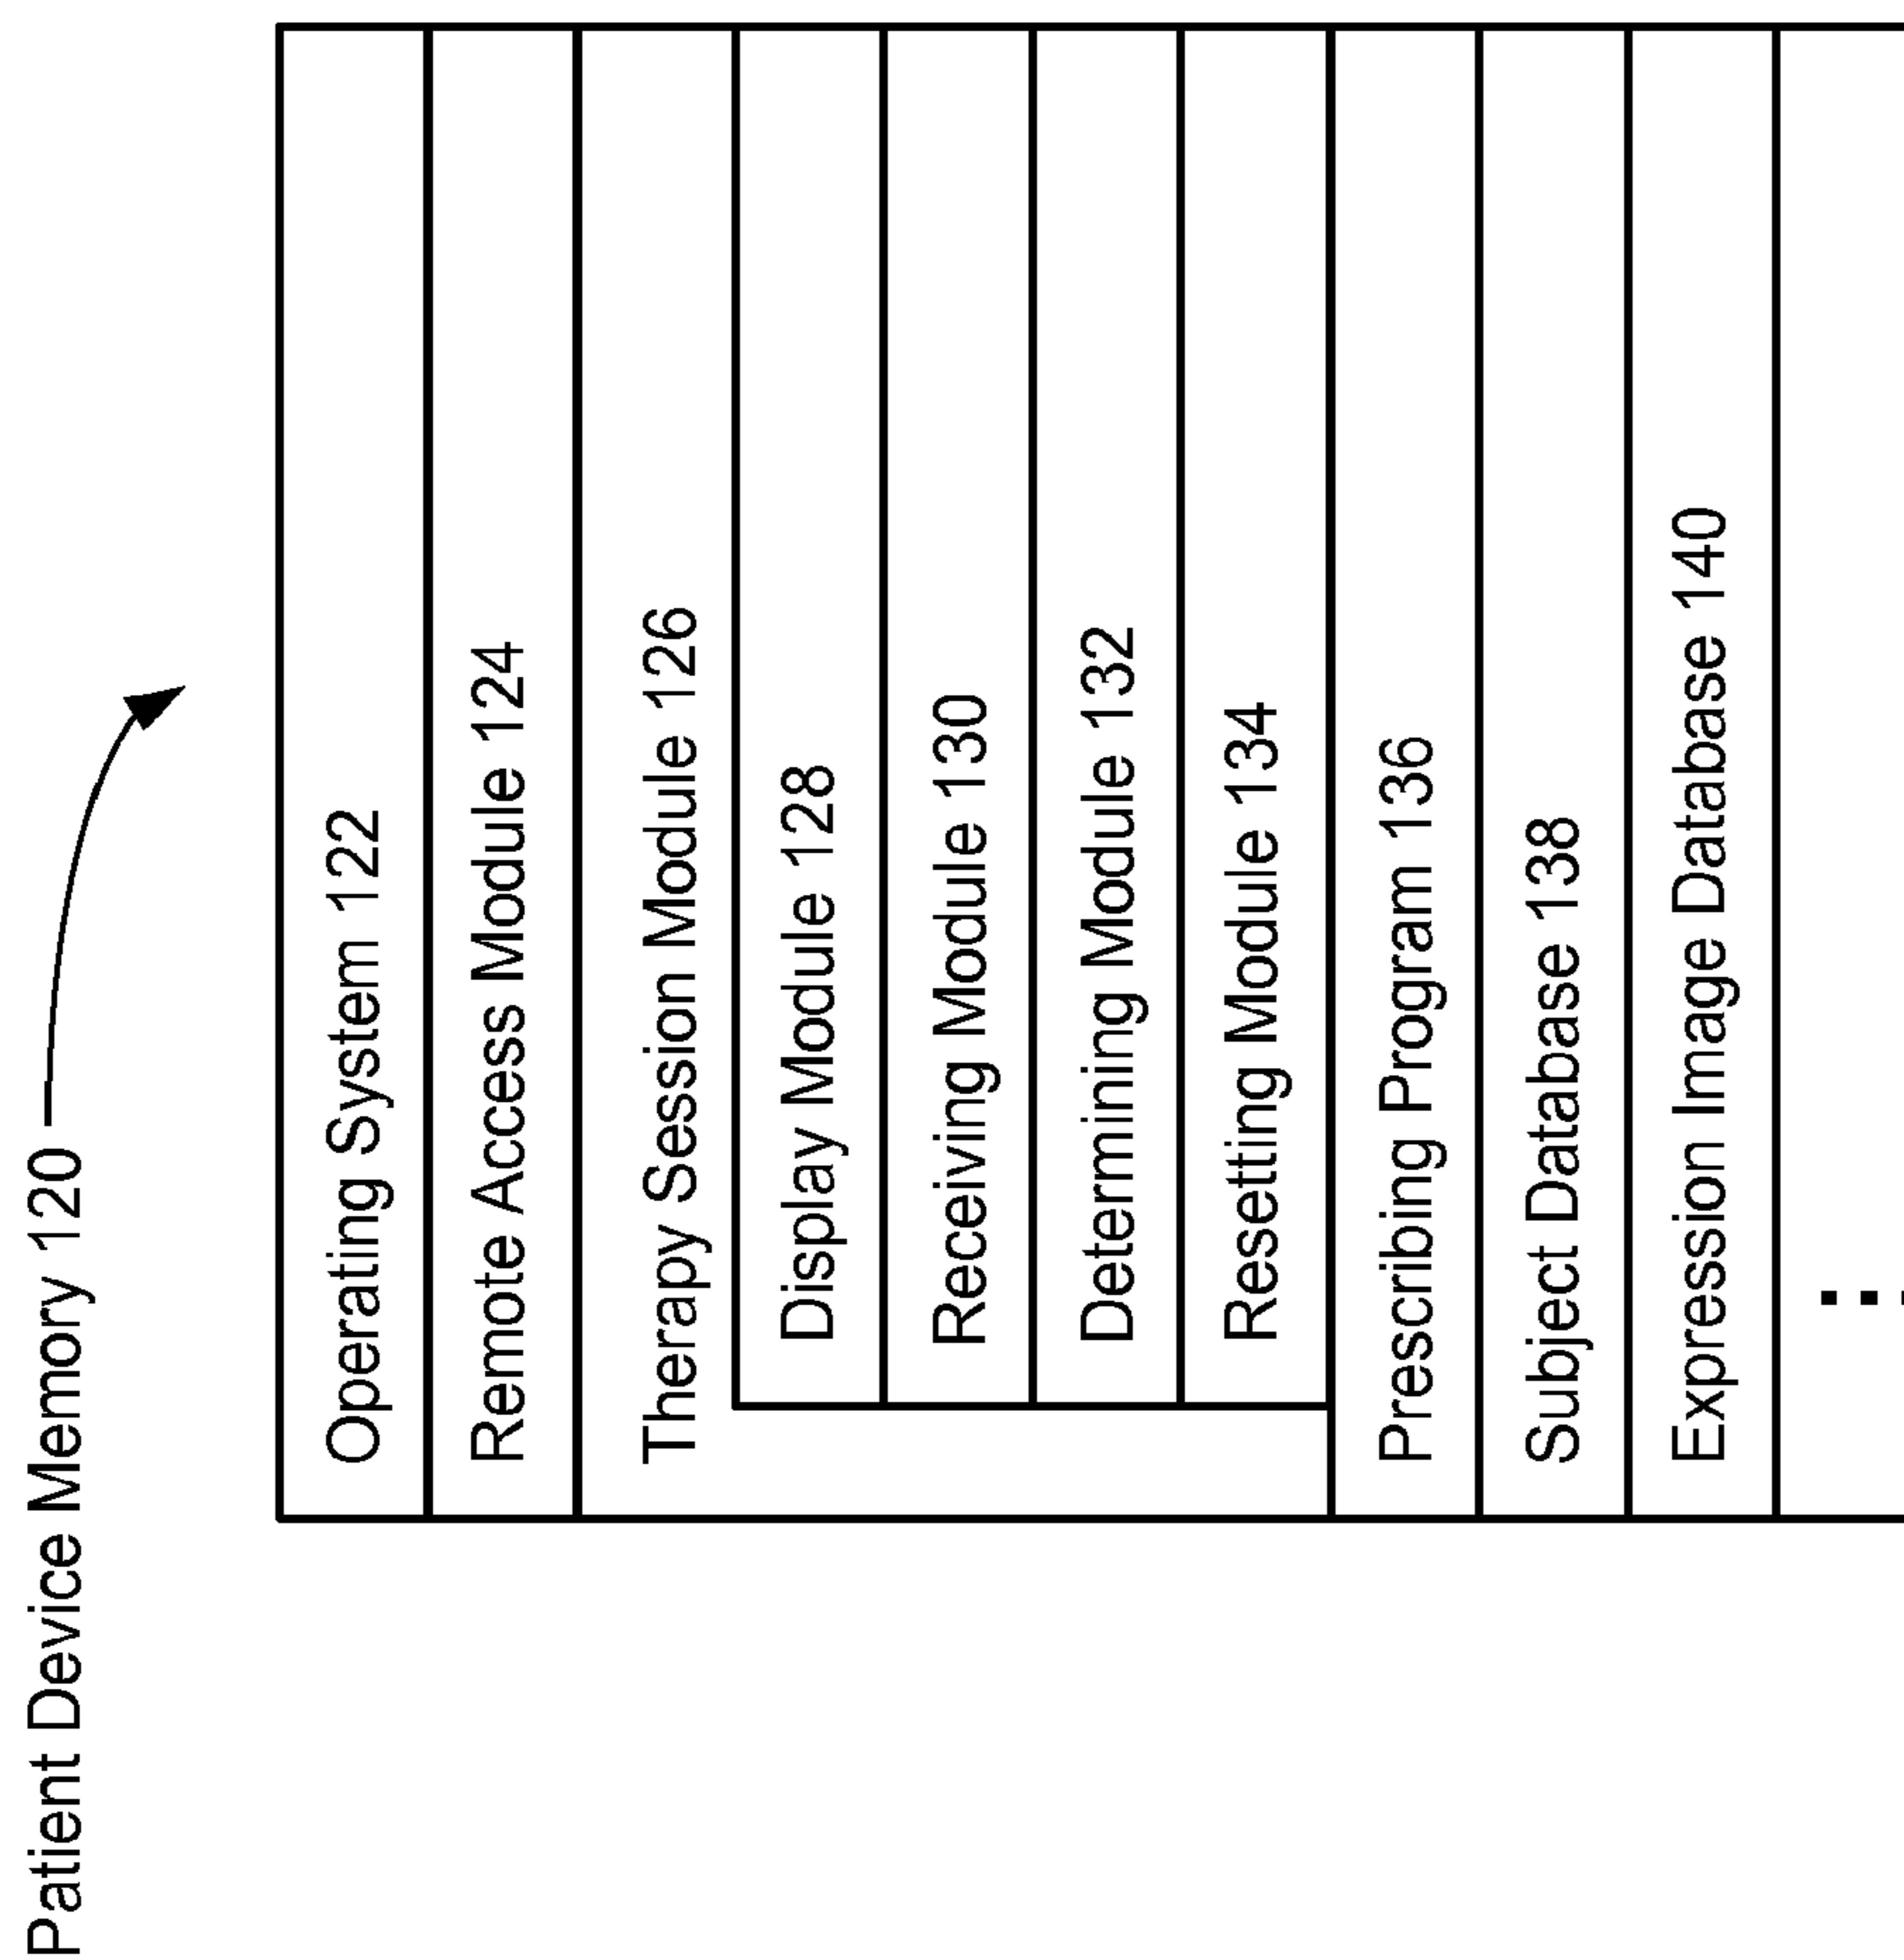 Patient Device Memory 120
Operating System 122
Remote Access Module 124
Therapy Session Module 126
Display Module 128
Receiving Module 130
Determining Module 132
Resetting Module 134
Prescribing Program 136
Subject Database 138
Expression Image Database 140